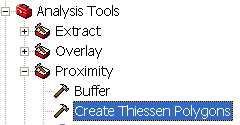 Analysis Tools
Extract
Overlay
Proximity
Buffer
Create Thiessen Polygons